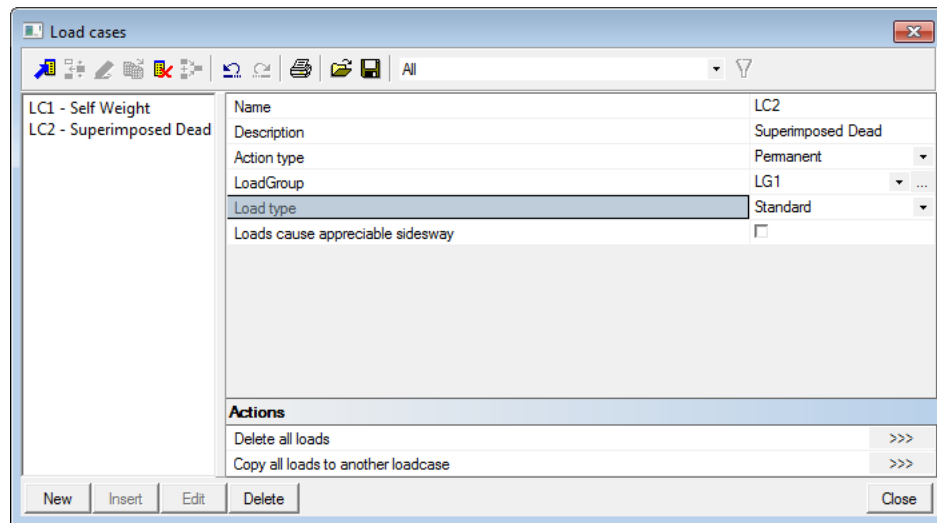 Load cases
All
LC1 - Self Weight
LC2 - Superimposed Dead
Name LC2
Description Superimposed Dead
Action type Permanent
LoadGroup LG1 ...
Load type Standard
Loads cause appreciable sidesway
Actions
Delete all loads >>>
Copy all loads to another loadcase >>>
New Insert Edit Delete Close